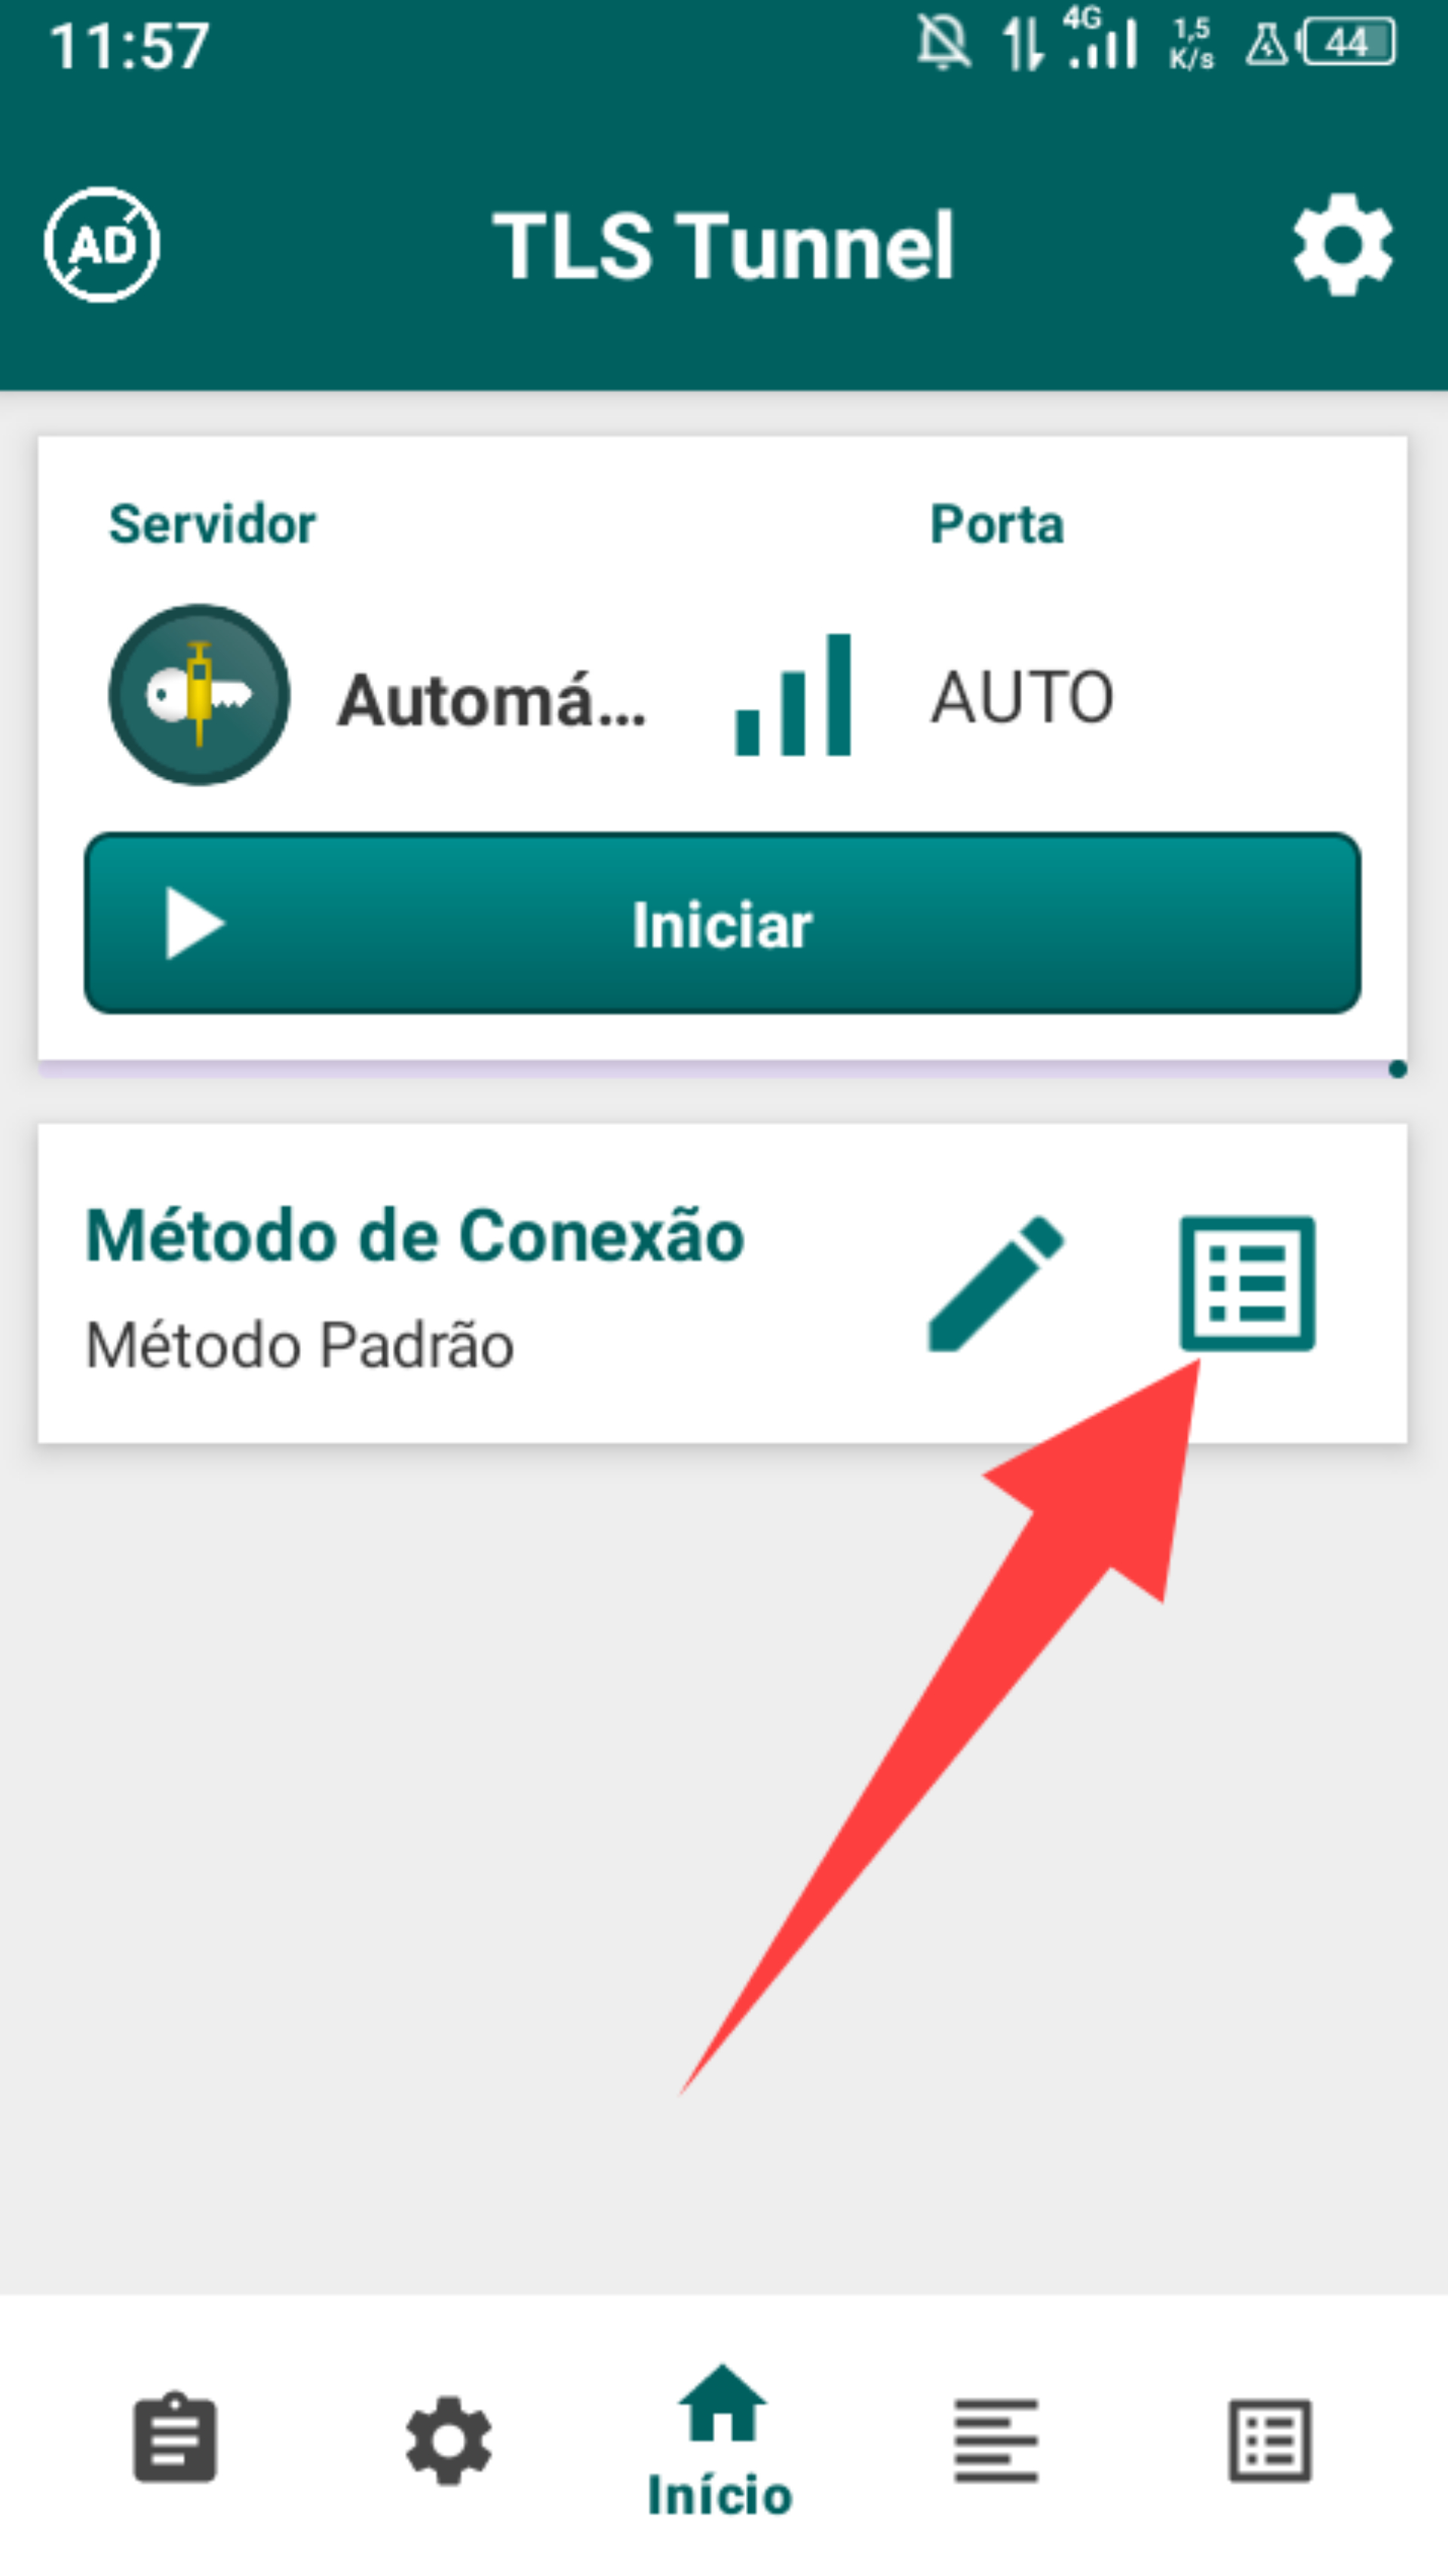 11:57 4G 1,5 K/s 44
AD TLS Tunnel
Servidor Porta
Automá... AUTO
Iniciar
Método de Conexão
Método Padrão
Início